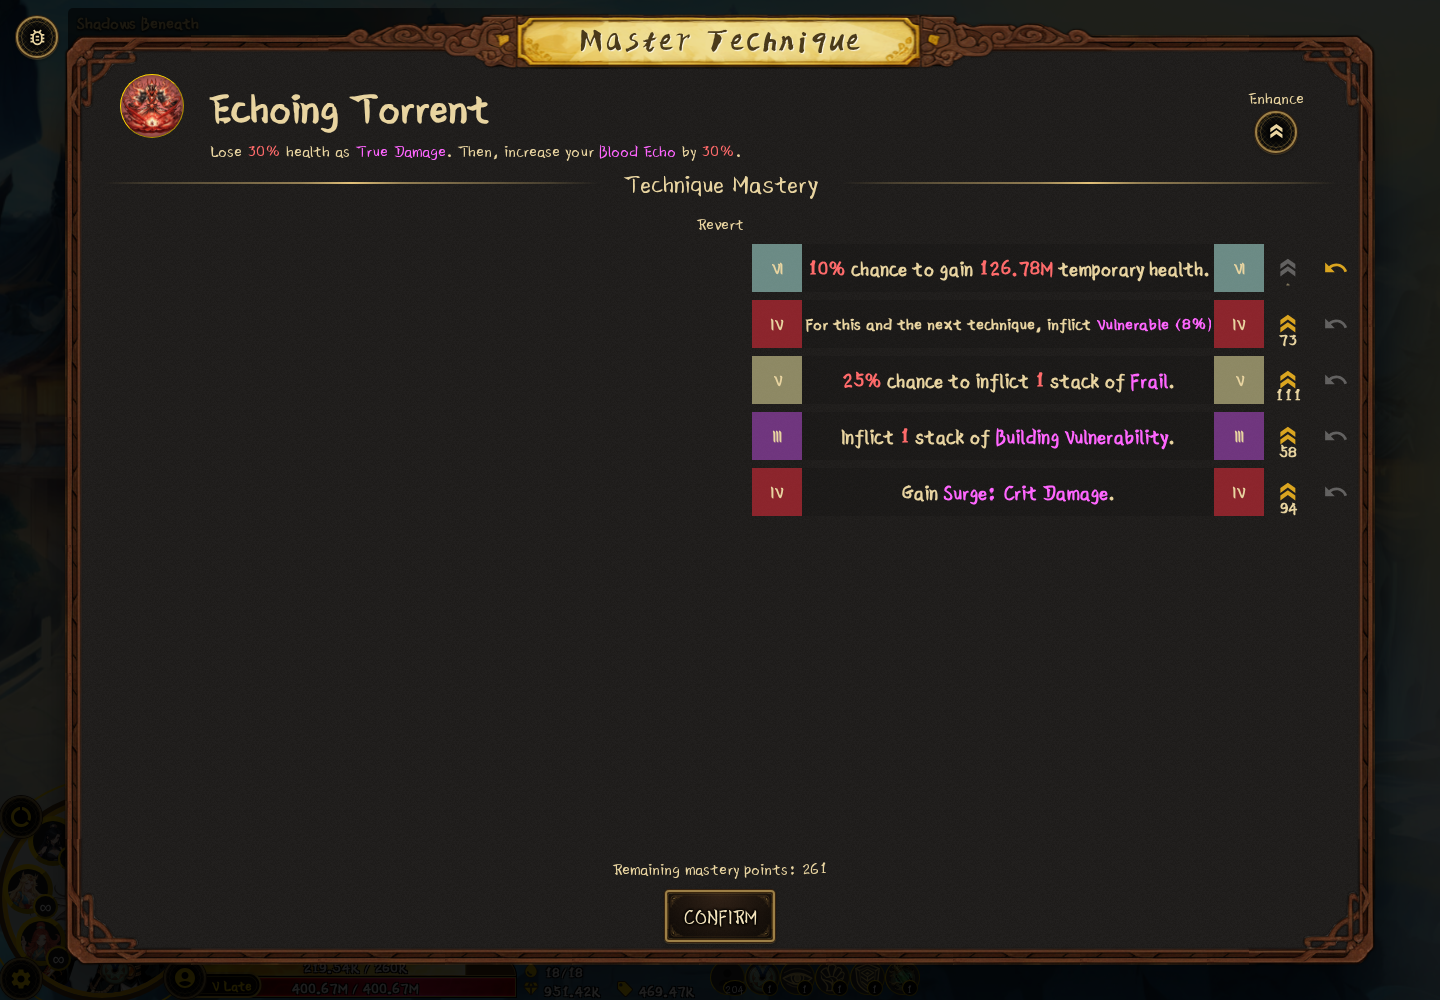 Shadows Beneath
Master Technique
Echoing Torrent
Enhance
Lose 30% health as True Damage. Then, increase your Blood Echo by 30%.
Technique Mastery
Revert
VI 10% chance to gain 126.78M temporary health. VI
IV For this and the next technique, inflict Vulnerable (8%) IV 73
V 25% chance to inflict 1 stack of Frail. V 111
III Inflict 1 stack of Building Vulnerability. III 58
IV Gain Surge: Crit Damage. IV 94
Remaining mastery points: 261
CONFIRM
219.54K / 260K
18/18
V Late
400.67M / 400.67M
951.42K
469.47K
204